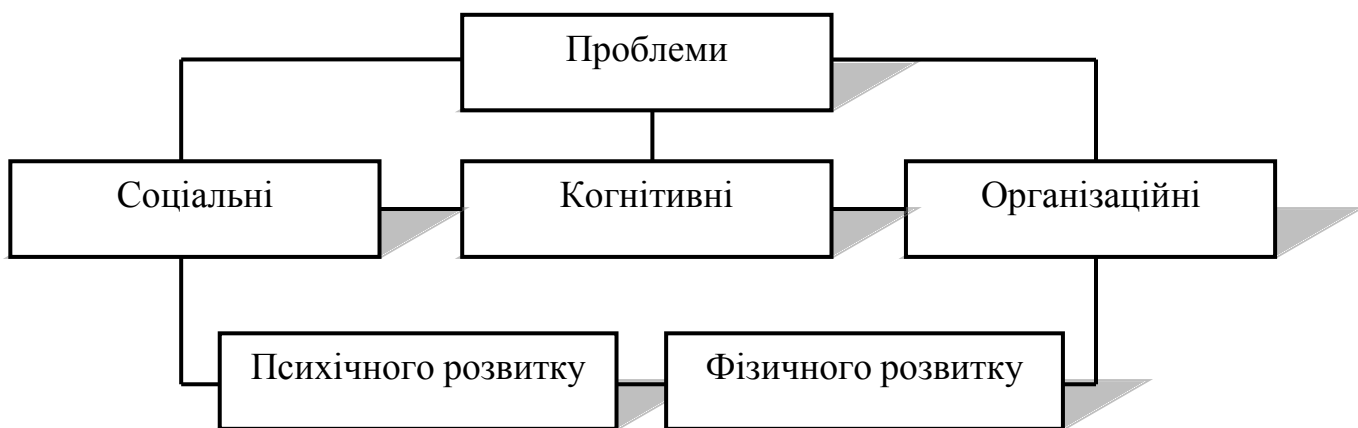 Проблеми
Соціальні
Когнітивні
Організаційні
Психічного розвитку
Фізичного розвитку